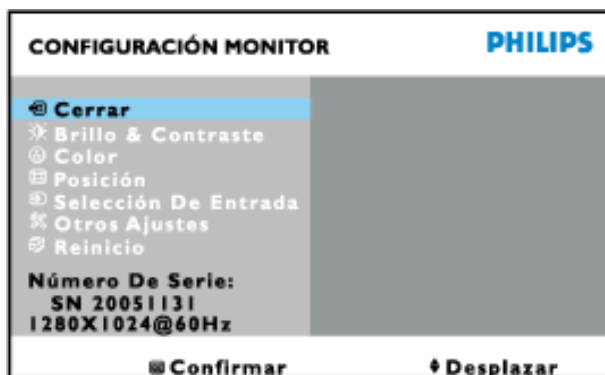 CONFIGURACIÓN MONITOR PHILIPS
Cerrar
Brillo & Contraste
Color
Posición
Selección De Entrada
Otros Ajustes
Reinicio
Número De Serie:
SN 20051131
1280X1024@60Hz
Confirmar Desplazar